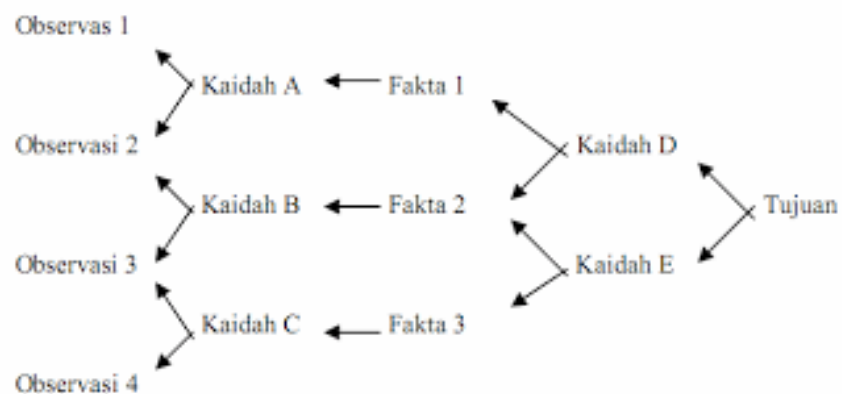 Observas 1
Kaidah A
Fakta 1
Observasi 2
Kaidah D
Kaidah B
Fakta 2
Tujuan
Observasi 3
Kaidah E
Kaidah C
Fakta 3
Observasi 4